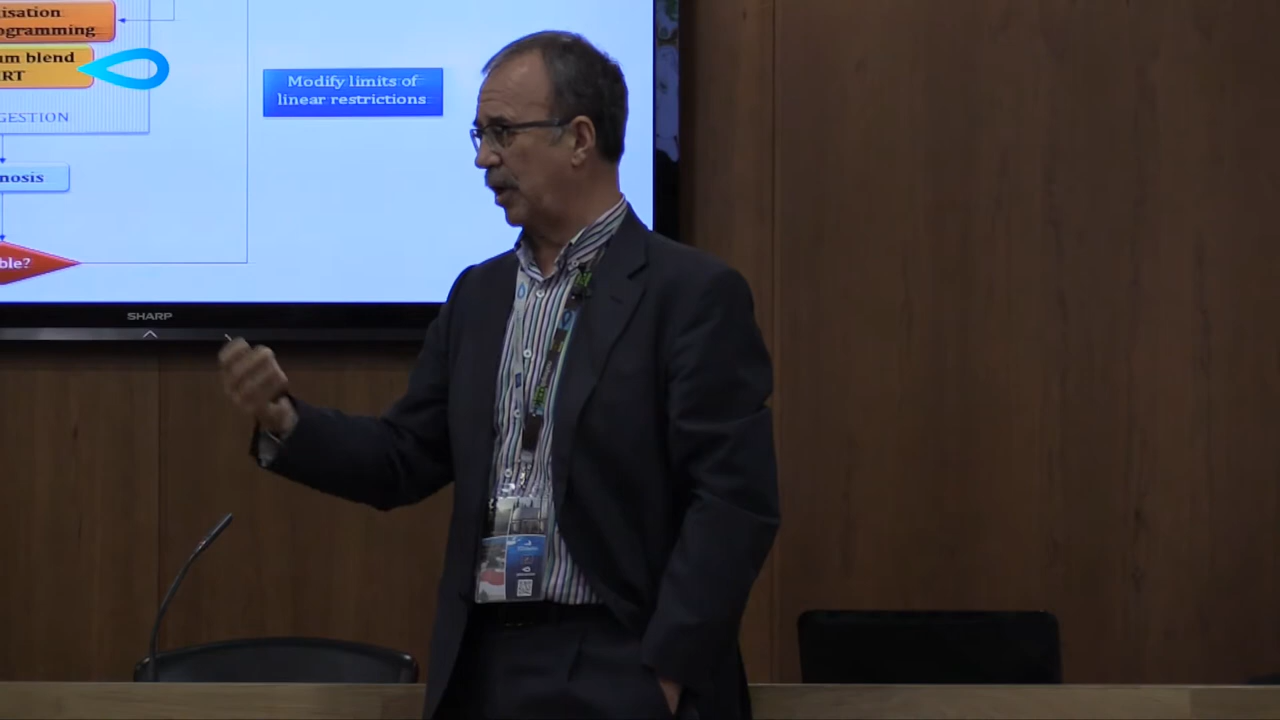 isation
ogramming
um blend
RT
GESTION
nosis
ble?
Modify limits of
linear restrictions
SHARP